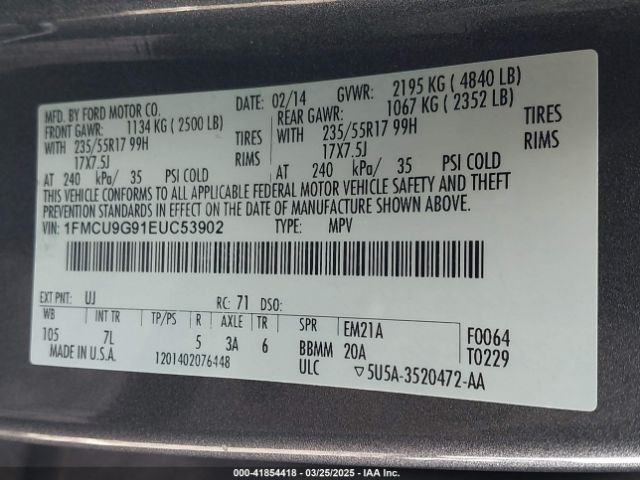 MFD. BY FORD MOTOR CO. DATE: 02/14 GVWR: 2195 KG ( 4840 LB)
FRONT GAWR: 1134 KG ( 2500 LB) REAR GAWR: 1067 KG ( 2352 LB)
WITH 235/55R17 99H TIRES WITH 235/55R17 99H TIRES
17X7.5J RIMS 17X7.5J RIMS
AT 240 kPa/ 35 PSI COLD AT 240 kPa/ 35 PSI COLD
THIS VEHICLE CONFORMS TO ALL APPLICABLE FEDERAL MOTOR VEHICLE SAFETY AND THEFT
PREVENTION STANDARDS IN EFFECT ON THE DATE OF MANUFACTURE SHOWN ABOVE.
VIN: 1FMCU9G91EUC53902 TYPE: MPV
EXT PNT: UJ RC: 71 DSO:
WB INT TR TP/PS R AXLE TR SPR EM21A F0064
105 7L 5 3A 6 BBMM 20A T0229
MADE IN U.S.A. 1201402076448 ULC ▽5U5A-3520472-AA
000-41854418 - 03/25/2025 - IAA Inc.